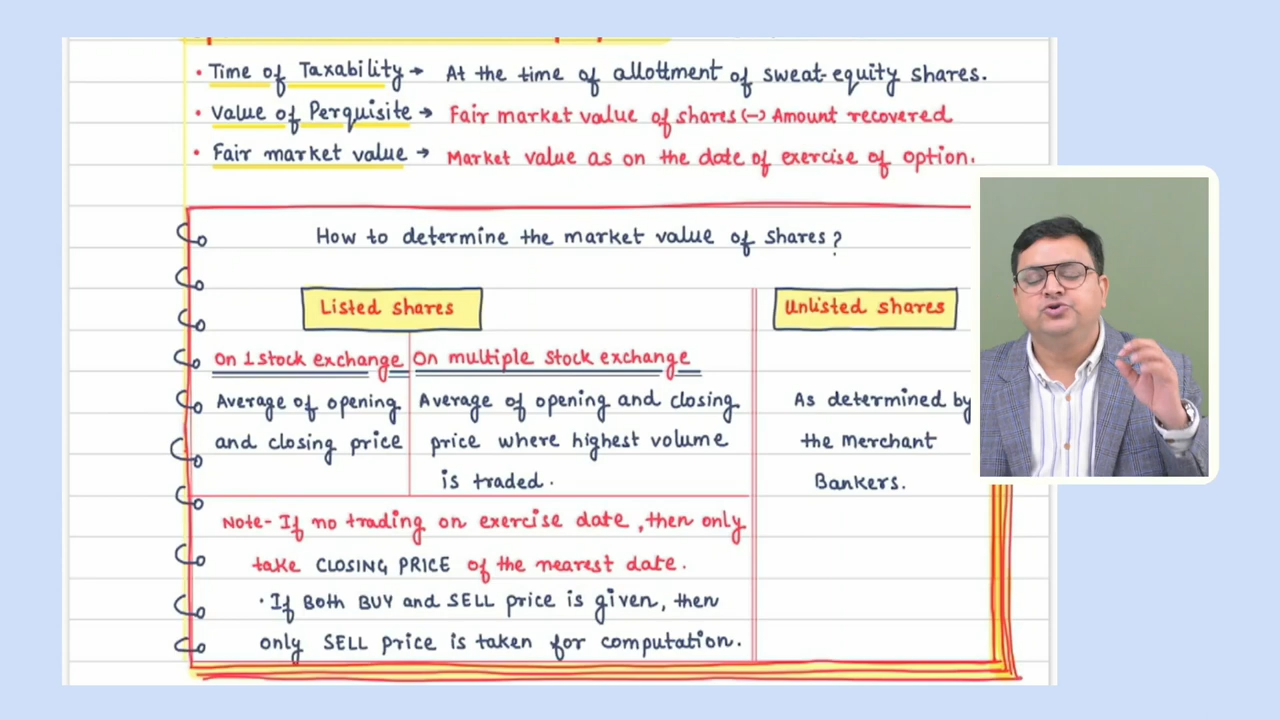 • Time of Taxability → At the time of allottment of sweat-equity shares.
• Value of Perquisite → Fair market value of shares (-) Amount recovered
• Fair market value → Market value as on the date of exercise of option.
How to determine the market value of shares?
Listed shares
On 1 stock exchange
Average of opening
and closing price
On multiple stock exchange
Average of opening and closing
price where highest volume
is traded.
Note- If no trading on exercise date, then only
take CLOSING PRICE of the nearest date.
• If Both BUY and SELL price is given, then
only SELL price is taken for computation.
Unlisted shares
As determined by
the Merchant
Bankers.